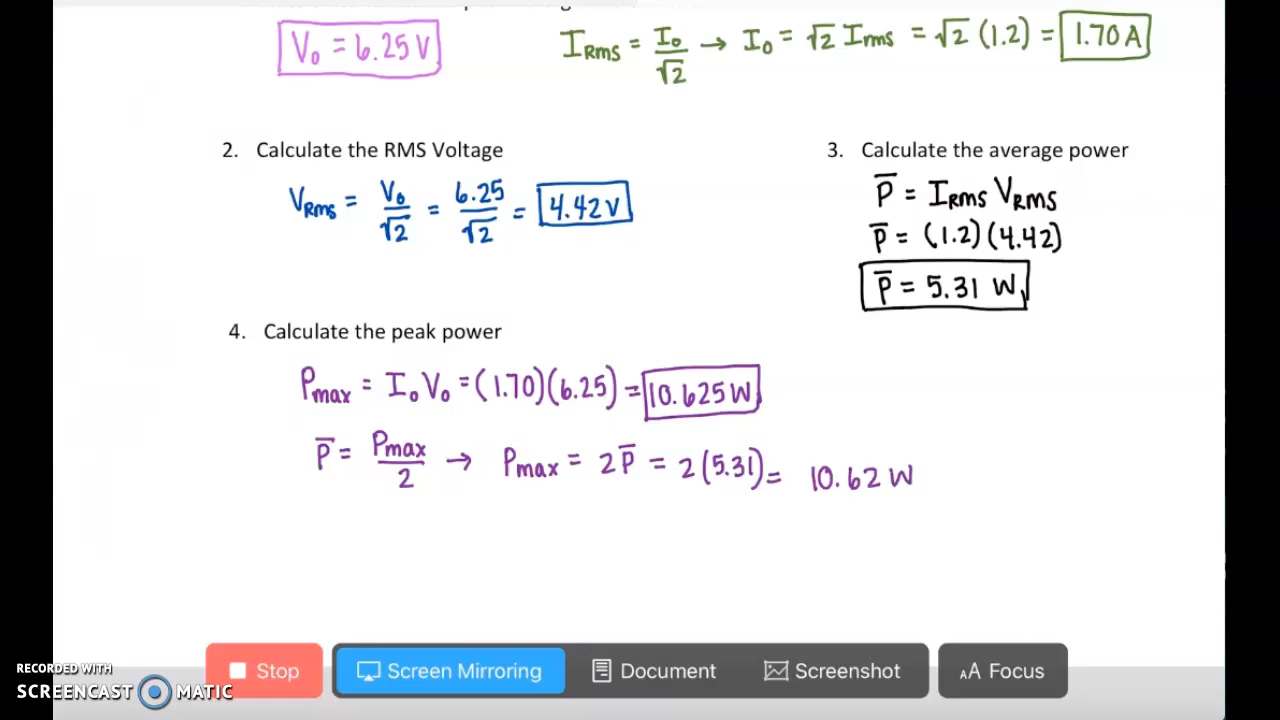 V₀ = 6.25 V
I_Rms = I₀/√2 → I₀ = √2 I_rms = √2 (1.2) = 1.70 A
2. Calculate the RMS Voltage
V_Rms = V₀/√2 = 6.25/√2 = 4.42 V
3. Calculate the average power
P̅ = I_Rms V_Rms
P̅ = (1.2)(4.42)
P̅ = 5.31 W
4. Calculate the peak power
P_max = I₀ V₀ = (1.70)(6.25) = 10.625 W
P̅ = P_max/2 → P_max = 2P̅ = 2(5.31) = 10.62 W
Stop Screen Mirroring Document Screenshot AA Focus
RECORDED WITH
SCREENCAST MATIC